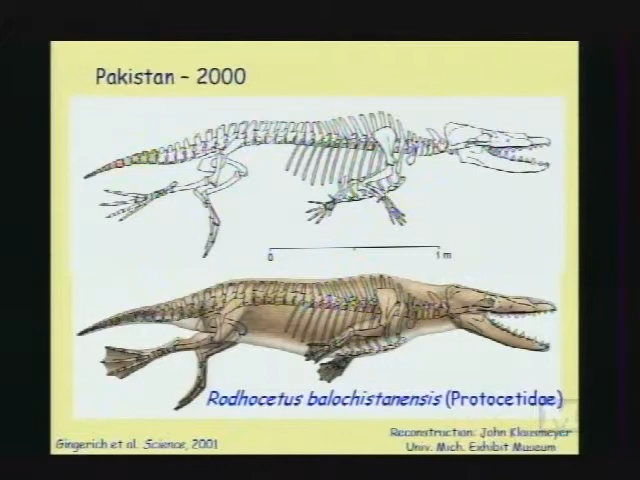 Pakistan – 2000
0 1 m
Rodhocetus balochistanensis (Protocetidae)
Gingerich et al. Science, 2001
Reconstruction: John Klausmeyer
Univ. Mich. Exhibit Museum